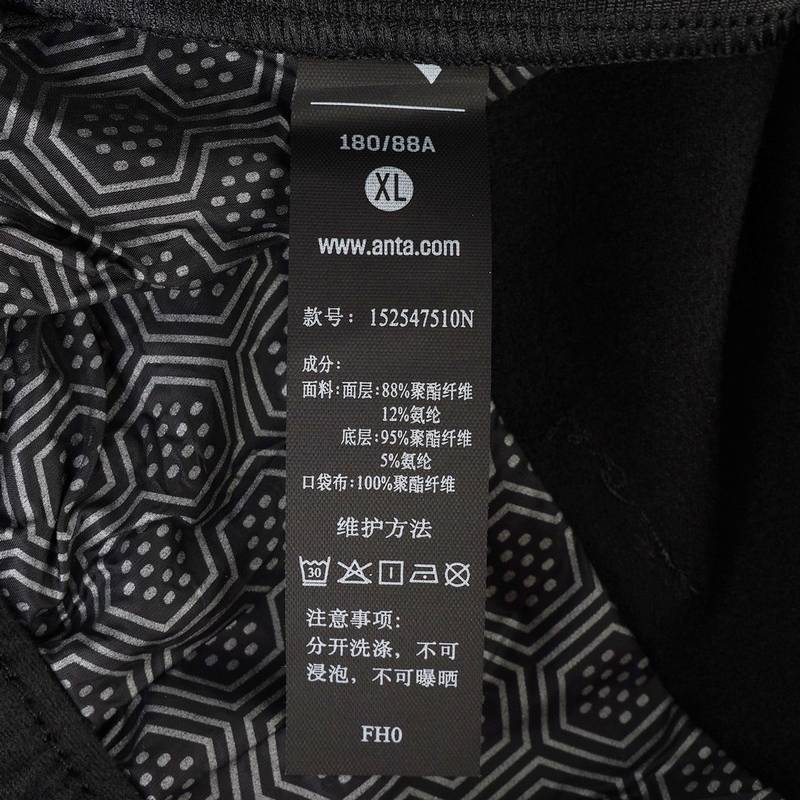 180/88A
XL
www.anta.com
款号：152547510N
成分：
面料：面层：88%聚酯纤维
12%氨纶
底层：95%聚酯纤维
5%氨纶
口袋布：100%聚酯纤维
维护方法
30
注意事项：
分开洗涤，不可
浸泡，不可曝晒
FH0